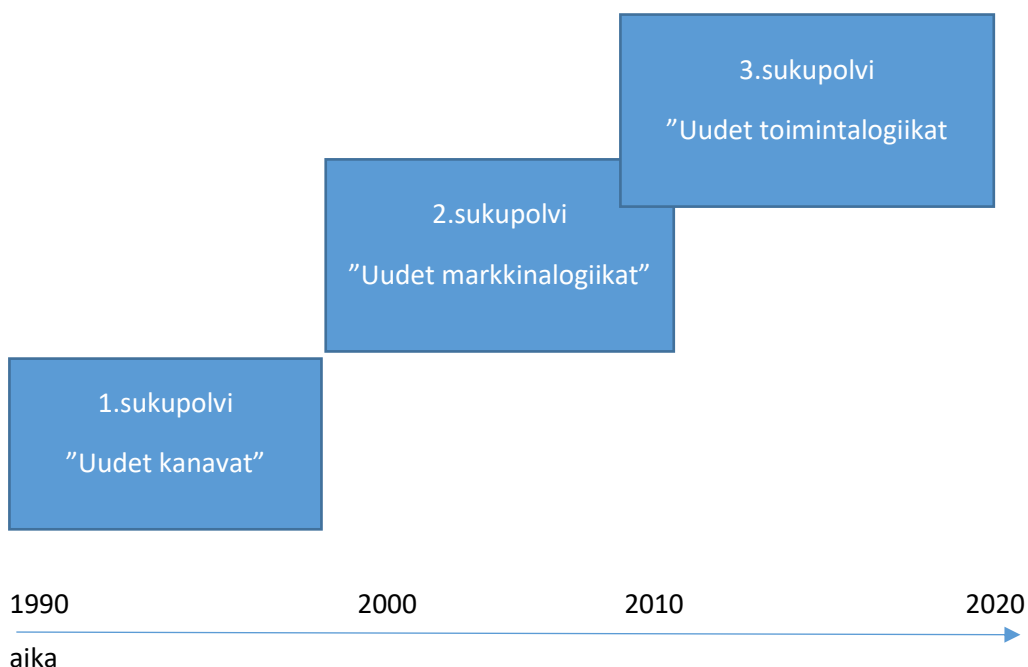 3.sukupolvi
”Uudet toimintalogiikat
2.sukupolvi
”Uudet markkinalogiikat”
1.sukupolvi
”Uudet kanavat”
1990 2000 2010 2020
aika